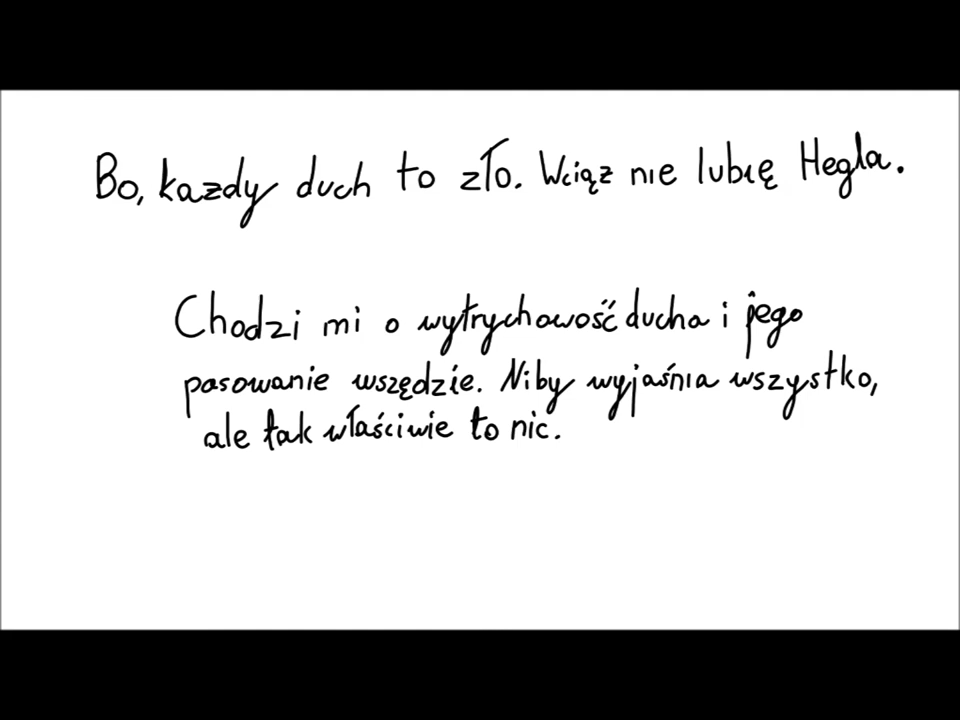 Bo, każdy duch to zło. Wciąż nie lubię Hegla.
Chodzi mi o wytrychowość ducha i jego
pasowanie wszędzie. Niby wyjaśnia wszystko,
ale tak właściwie to nic.